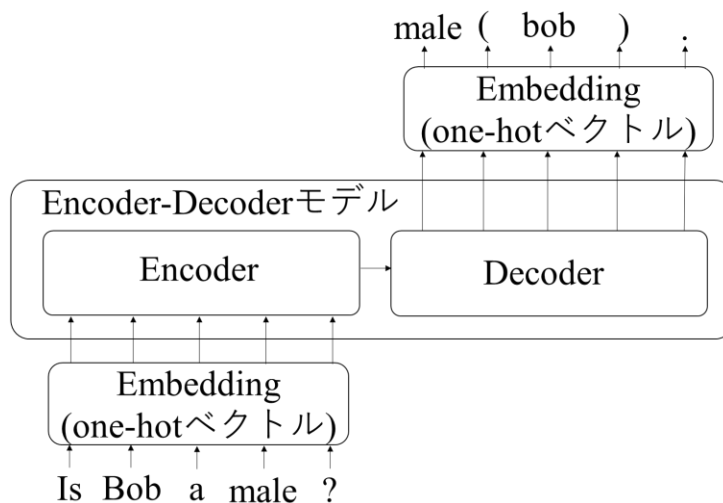 male ( bob ) .
Embedding
(one-hotベクトル)
Encoder-Decoderモデル
Encoder
Decoder
Embedding
(one-hotベクトル)
Is Bob a male ?